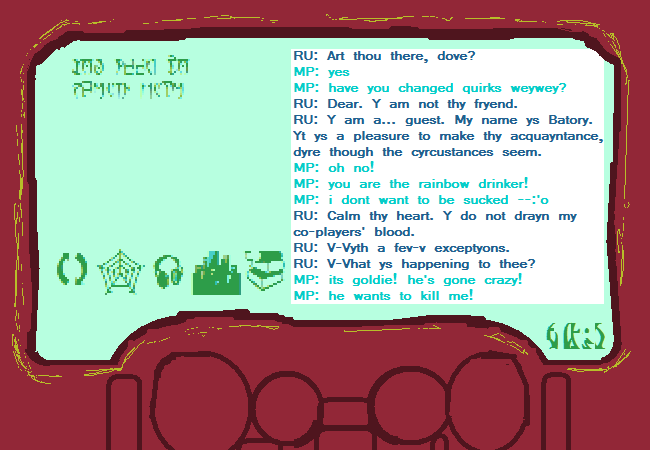 RU: Art thou there, dove?
MP: yes
MP: have you changed quirks weywey?
RU: Dear. Y am not thy fryend.
RU: Y am a... guest. My name ys Batory.
Yt ys a pleasure to make thy acquayntance,
dyre though the cyrcustances seem.
MP: oh no!
MP: you are the rainbow drinker!
MP: i dont want to be sucked --:'o
RU: Calm thy heart. Y do not drayn my
co-players' blood.
RU: V-Vyth a fev-v exceptyons.
RU: V-Vhat ys happening to thee?
MP: its goldie! he's gone crazy!
MP: he wants to kill me!